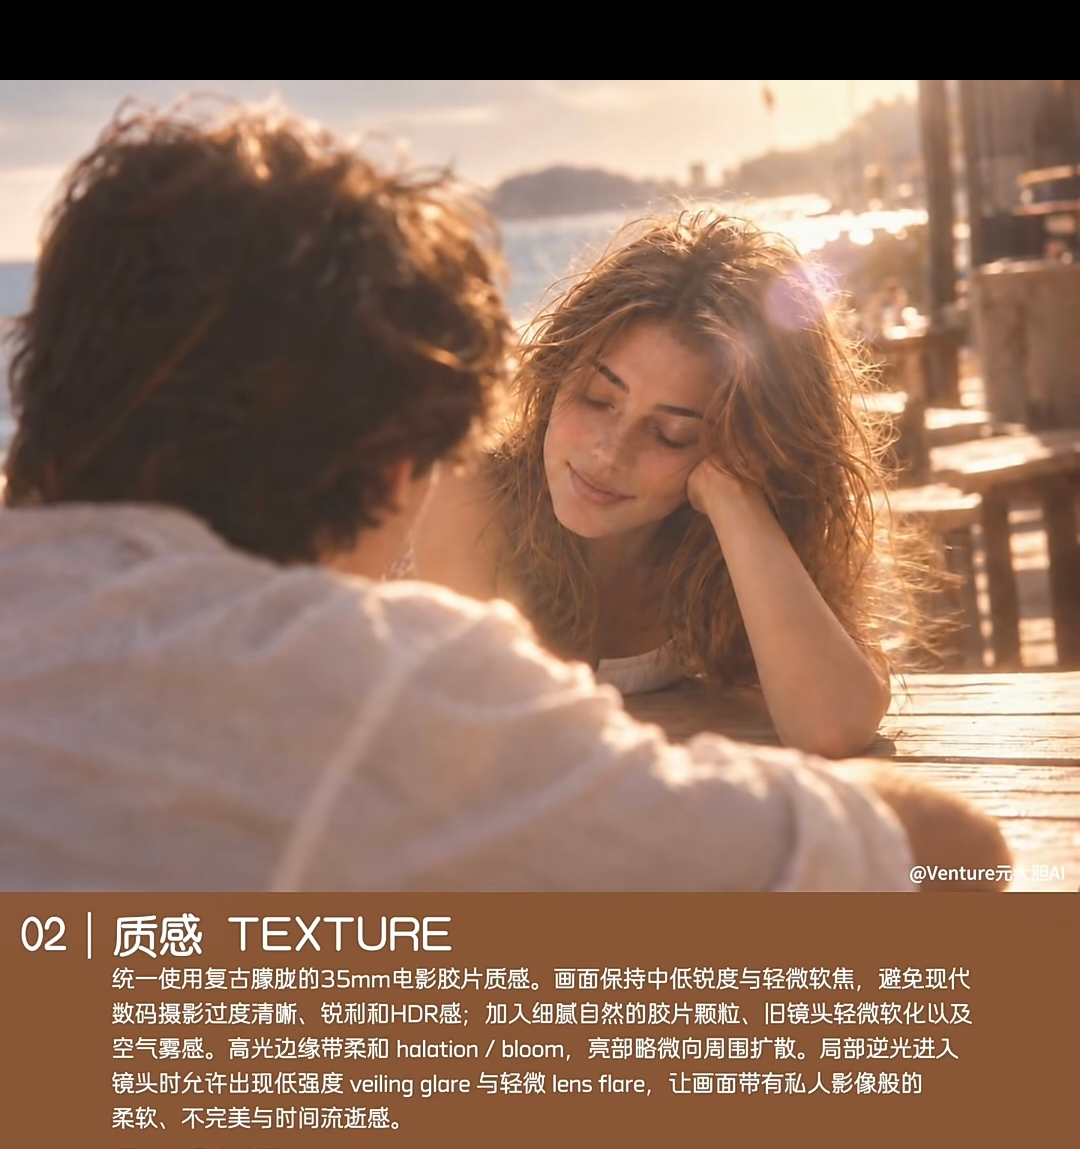 @Venture元大胆AI
02 | 质感 TEXTURE
统一使用复古朦胧的35mm电影胶片质感。画面保持中低锐度与轻微软焦，避免现代
数码摄影过度清晰、锐利和HDR感；加入细腻自然的胶片颗粒、旧镜头轻微软化以及
空气雾感。高光边缘带柔和 halation / bloom，亮部略微向周围扩散。局部逆光进入
镜头时允许出现低强度 veiling glare 与轻微 lens flare，让画面带有私人影像般的
柔软、不完美与时间流逝感。